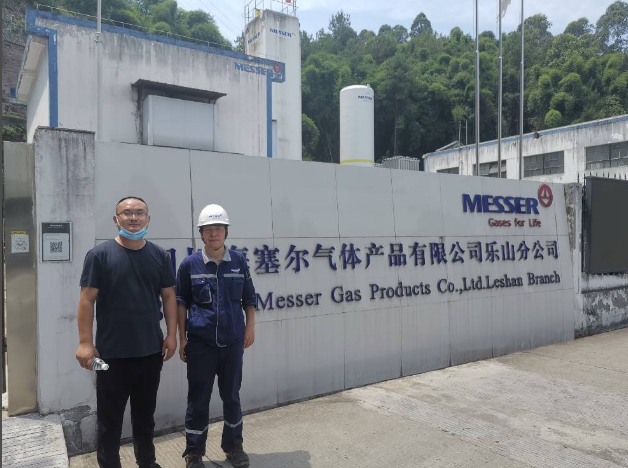 MESSER
MESSER
MESSER
Gases for Life
塞尔气体产品有限公司乐山分公司
Messer Gas Products Co.,Ltd.Leshan Branch